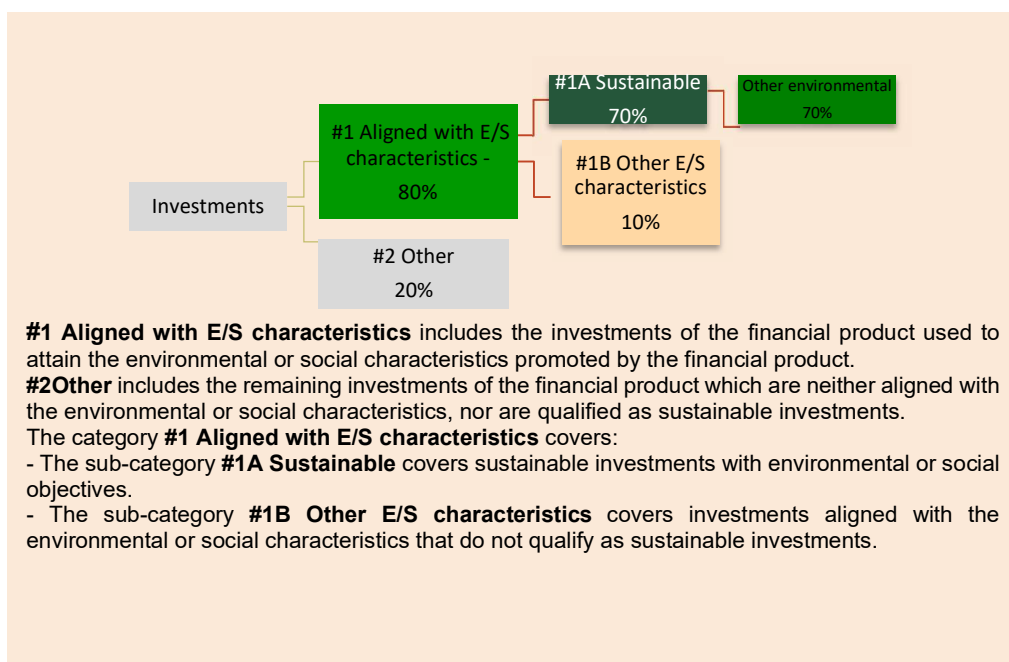 #1A Sustainable
70%
Other environmental
70%
#1 Aligned with E/S
characteristics -
80%
#1B Other E/S
characteristics
10%
Investments
#2 Other
20%
#1 Aligned with E/S characteristics includes the investments of the financial product used to
attain the environmental or social characteristics promoted by the financial product.
#2Other includes the remaining investments of the financial product which are neither aligned with
the environmental or social characteristics, nor are qualified as sustainable investments.
The category #1 Aligned with E/S characteristics covers:
- The sub-category #1A Sustainable covers sustainable investments with environmental or social
objectives.
- The sub-category #1B Other E/S characteristics covers investments aligned with the
environmental or social characteristics that do not qualify as sustainable investments.